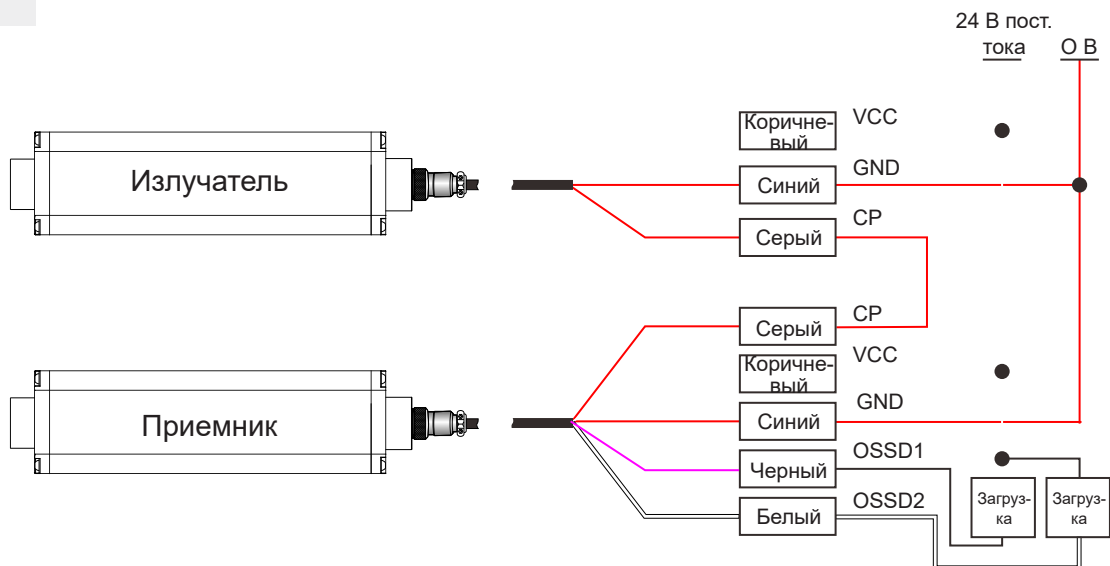 24 В пост.
тока
О В
Коричне-
вый
VCC
Излучатель
Синий
GND
Серый
CP
Серый
CP
Коричне-
вый
VCC
Приемник
Синий
GND
Черный
OSSD1
Белый
OSSD2
Загруз-
ка
Загруз-
ка